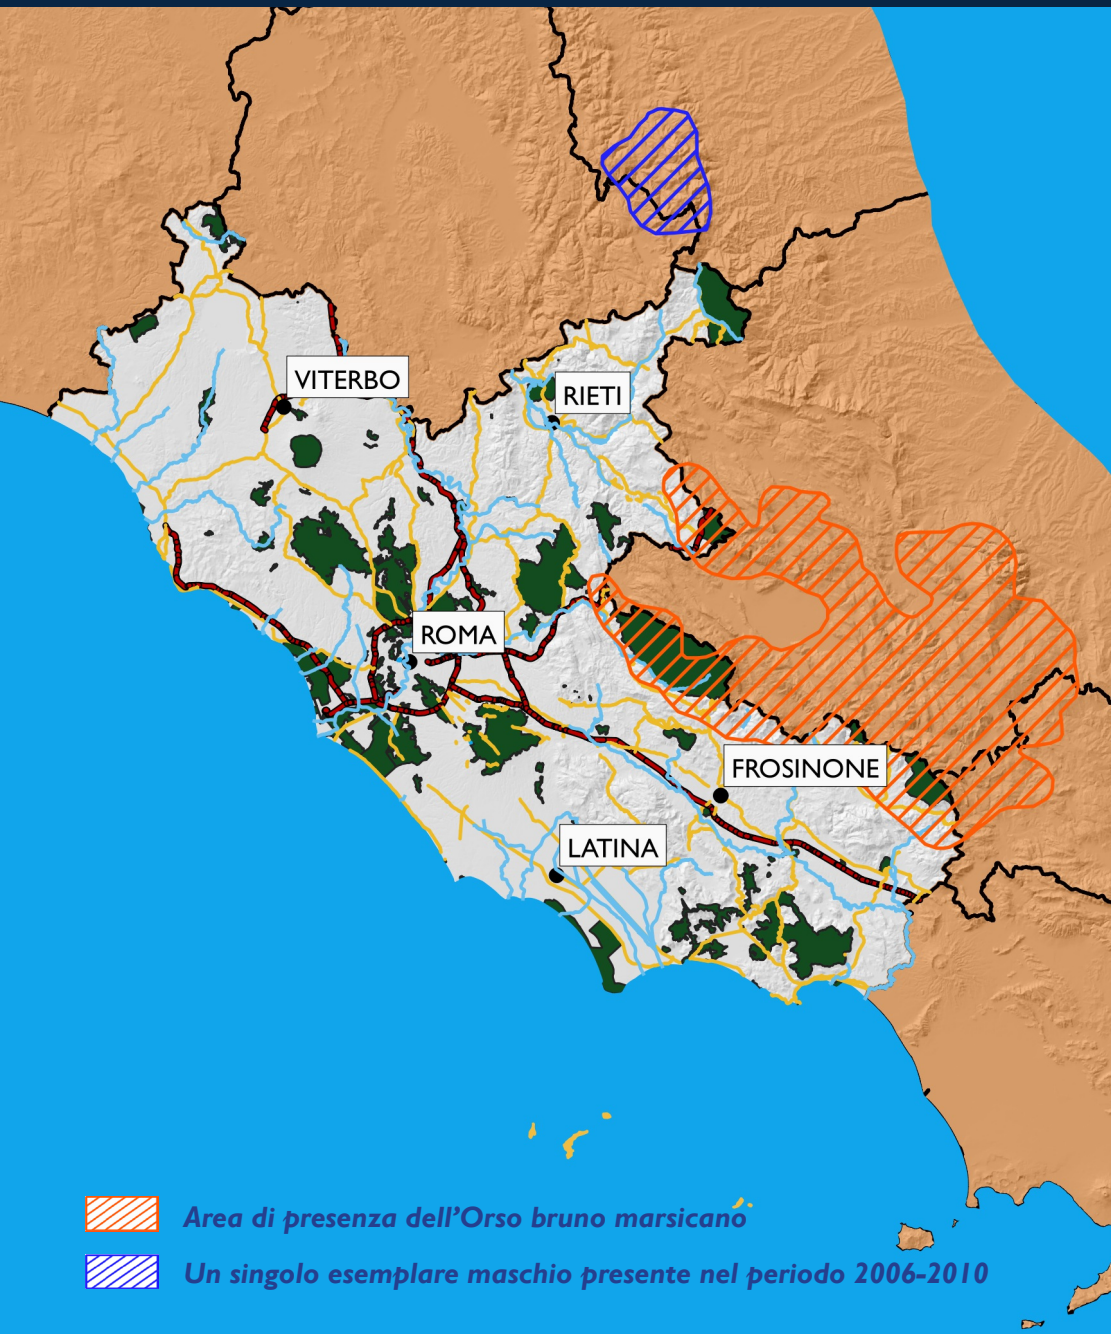 VITERBO
RIETI
ROMA
FROSINONE
LATINA
Area di presenza dell’Orso bruno marsicano
Un singolo esemplare maschio presente nel periodo 2006-2010